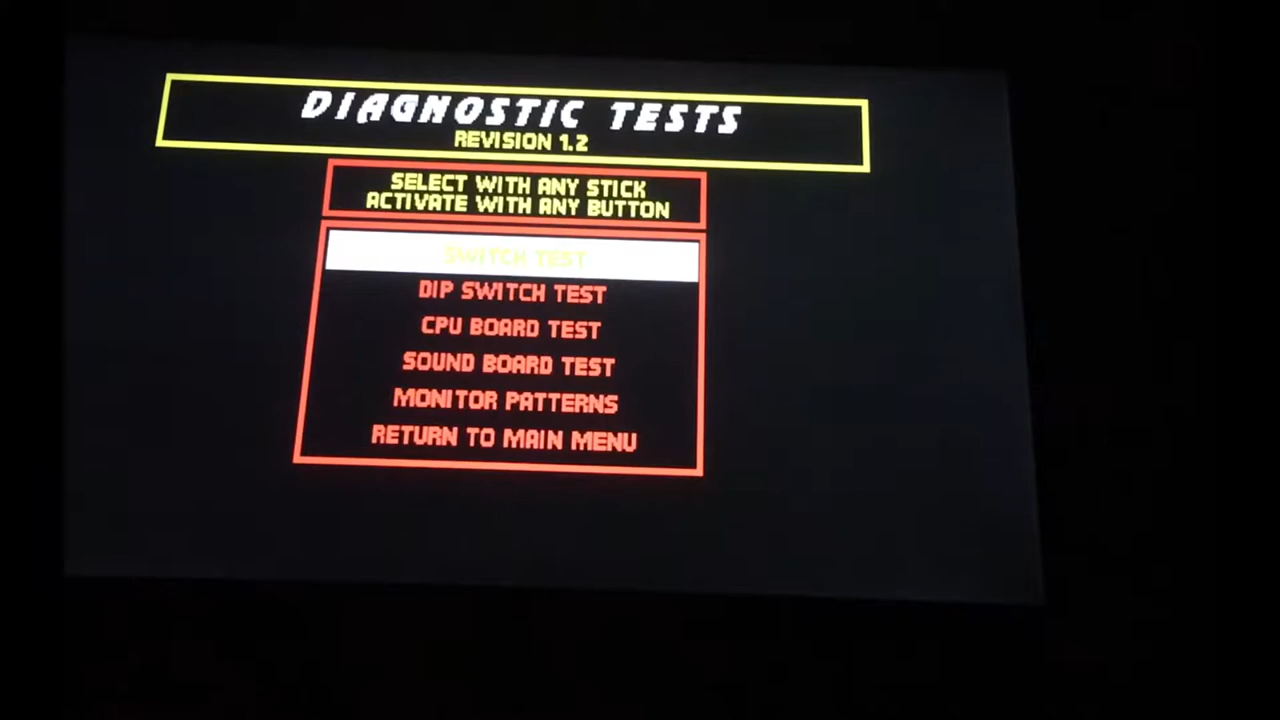 DIAGNOSTIC TESTS
REVISION 1.2
SELECT WITH ANY STICK
ACTIVATE WITH ANY BUTTON
SWITCH TEST
DIP SWITCH TEST
CPU BOARD TEST
SOUND BOARD TEST
MONITOR PATTERNS
RETURN TO MAIN MENU